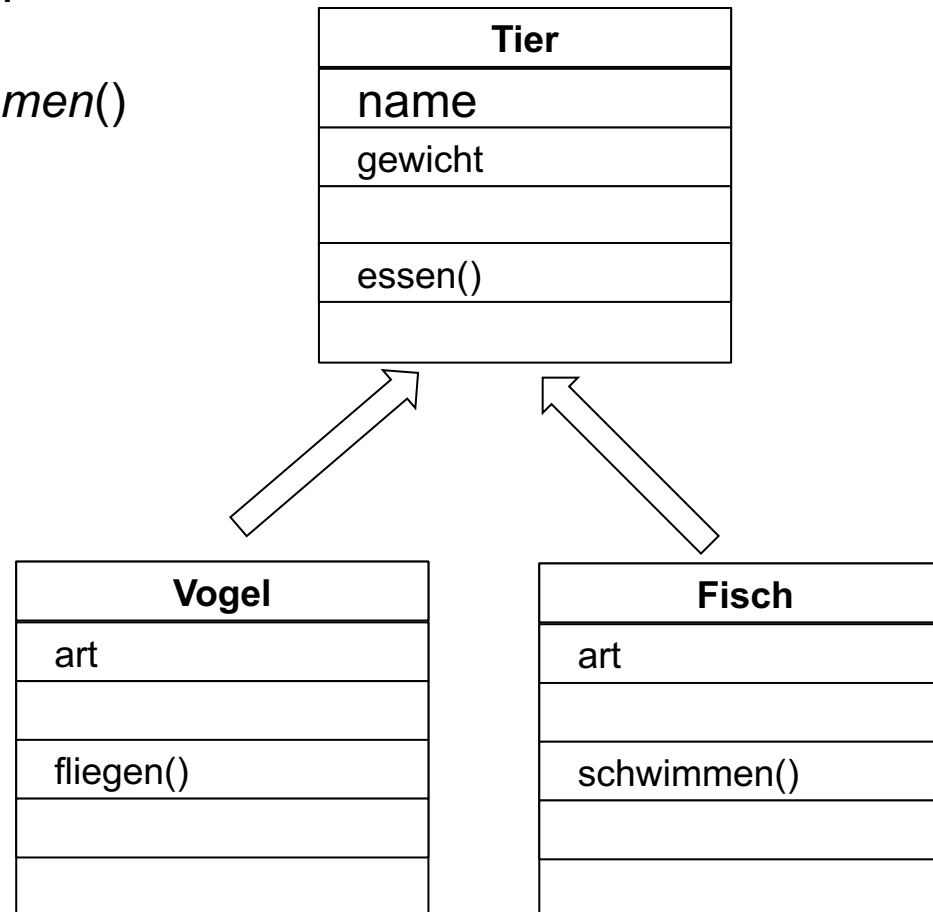 men()
Tier
name
gewicht
essen()
Vogel
art
fliegen()
Fisch
art
schwimmen()